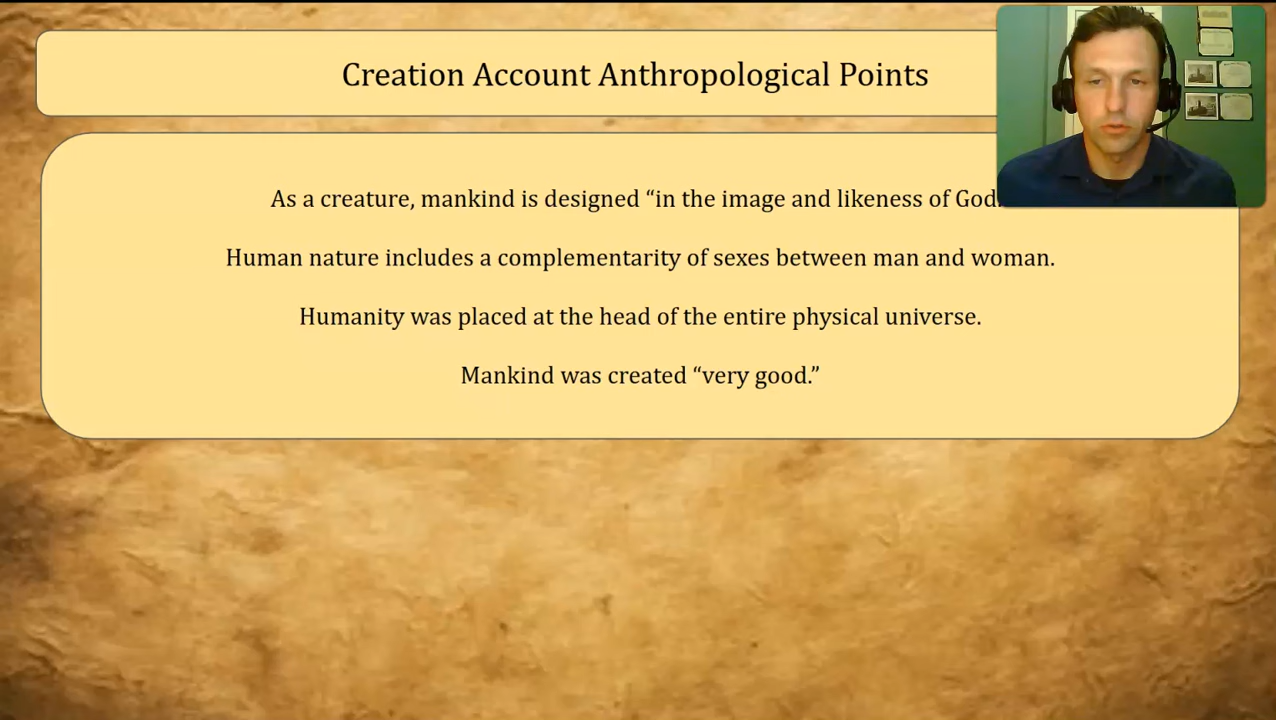 Creation Account Anthropological Points
As a creature, mankind is designed “in the image and likeness of God.
Human nature includes a complementarity of sexes between man and woman.
Humanity was placed at the head of the entire physical universe.
Mankind was created “very good.”